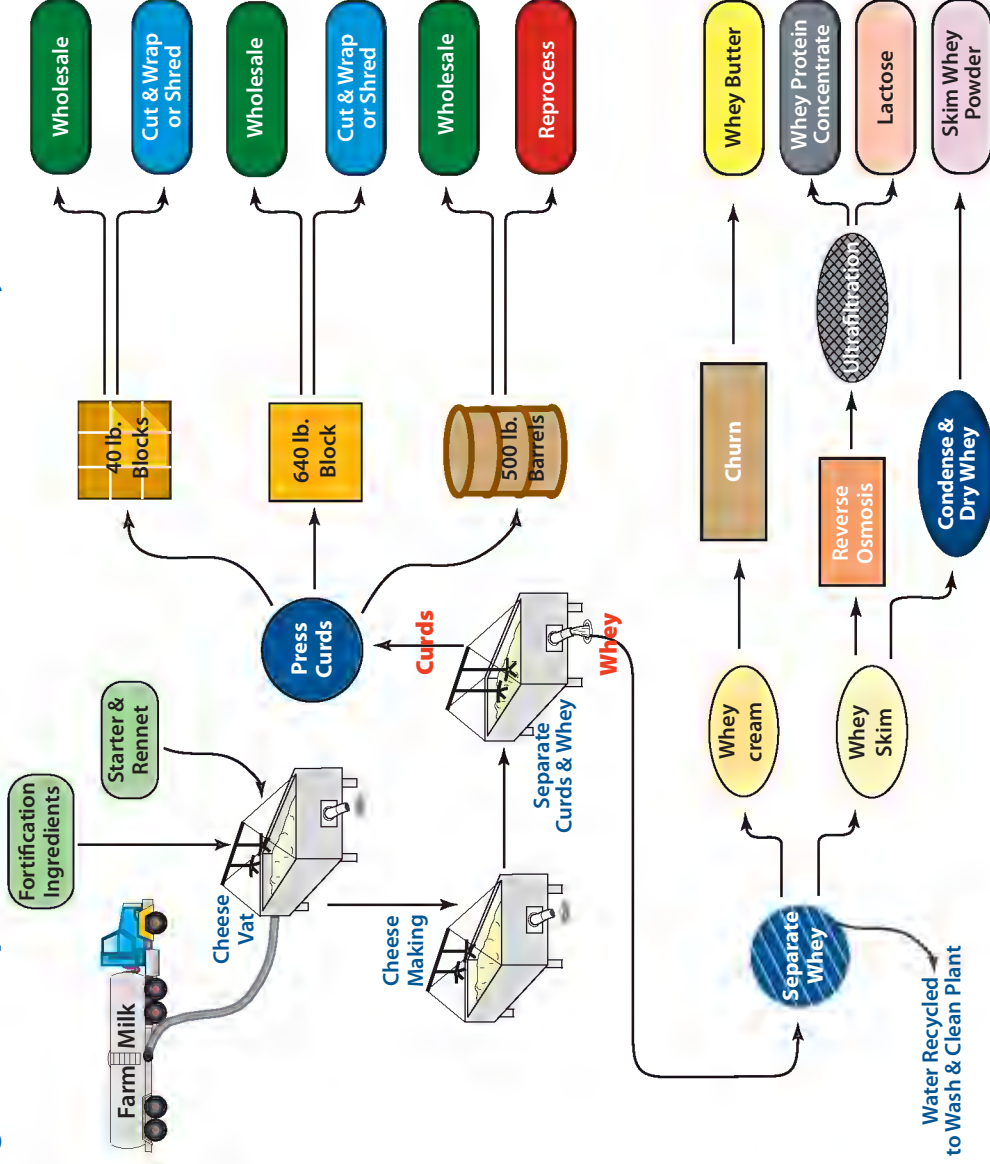 Farm Milk
Fortification
Ingredients
Starter &
Rennet
Cheese
Vat
Cheese
Making
Separate
Curds & Whey
Curds
Whey
Press
Curds
40 lb.
Blocks
640 lb.
Block
500 lb.
Barrels
Wholesale
Cut & Wrap
or Shred
Wholesale
Cut & Wrap
or Shred
Wholesale
Reprocess
Separate
Whey
Water Recycled
to Wash & Clean Plant
Whey
cream
Whey
Skim
Churn
Reverse
Osmosis
Ultrafiltration
Condense &
Dry Whey
Whey Butter
Whey Protein
Concentrate
Lactose
Skim Whey
Powder